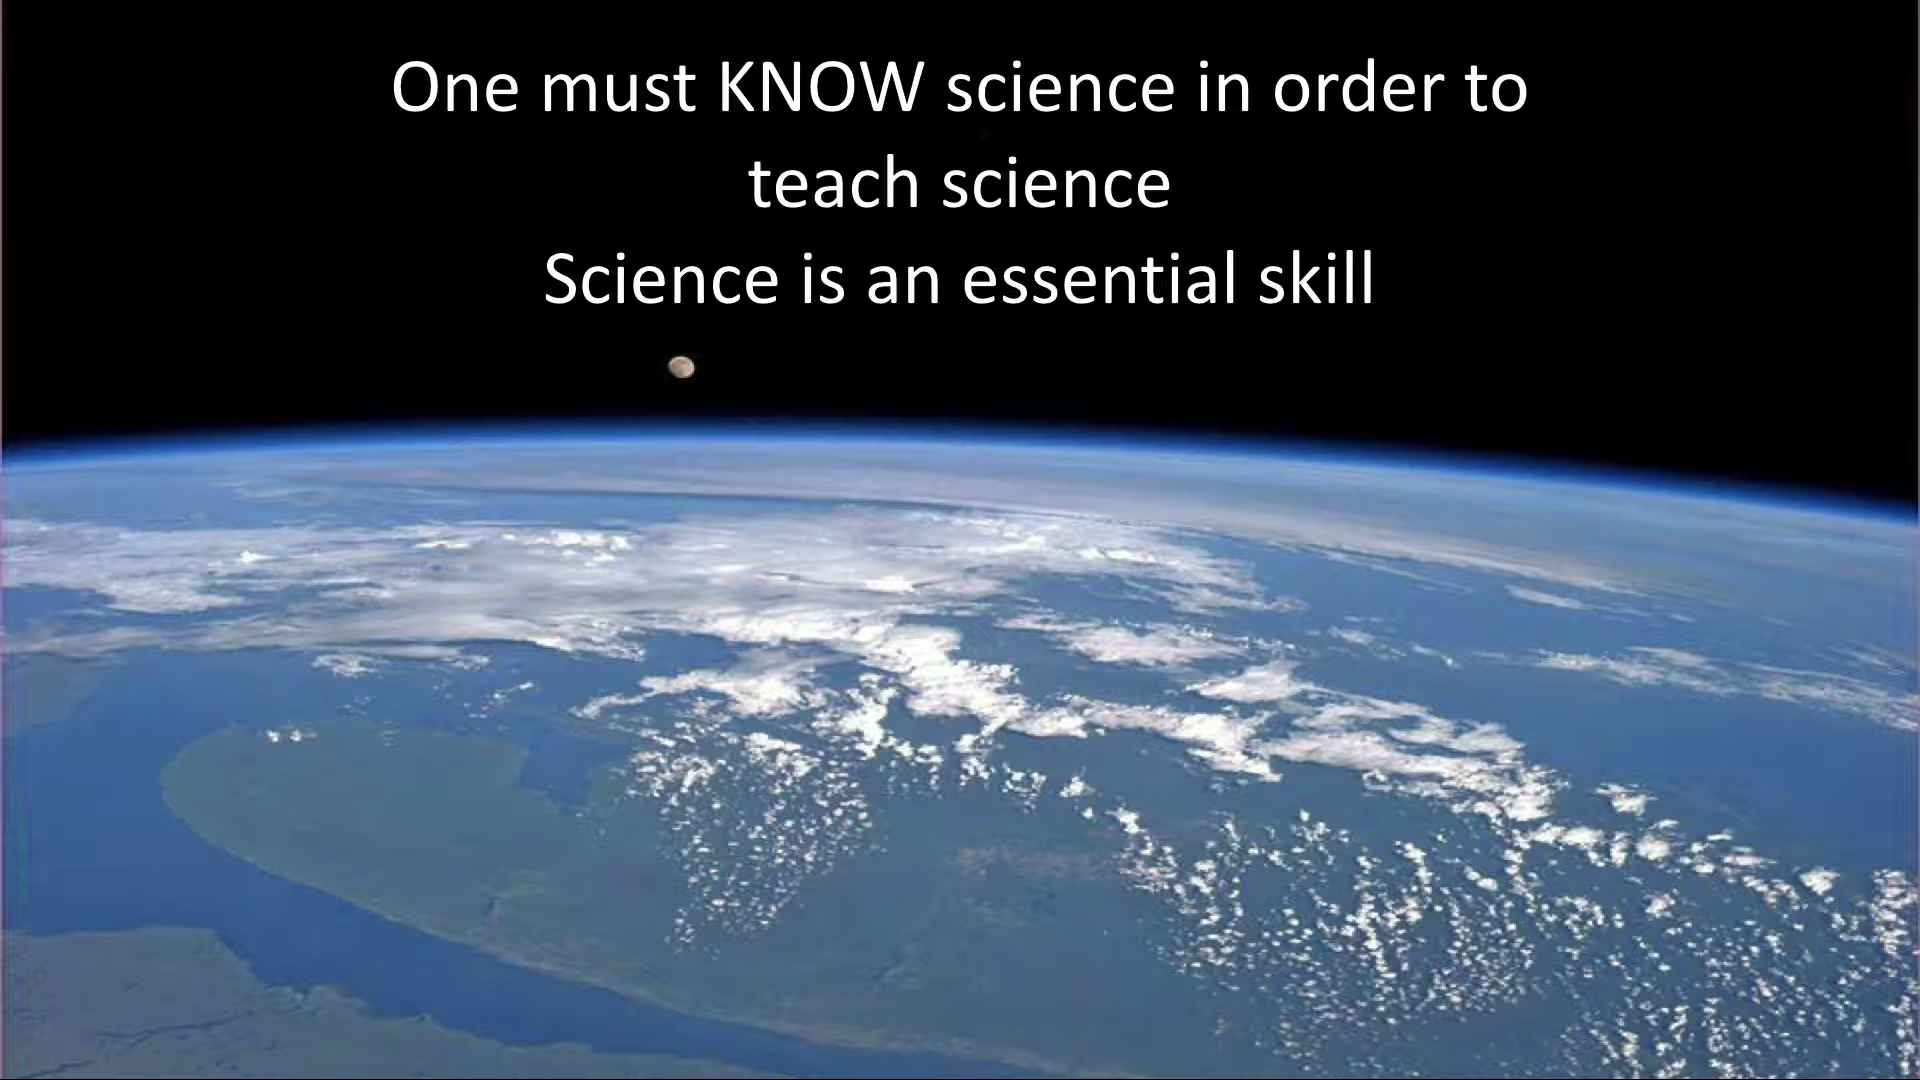 One must KNOW science in order to
teach science
Science is an essential skill